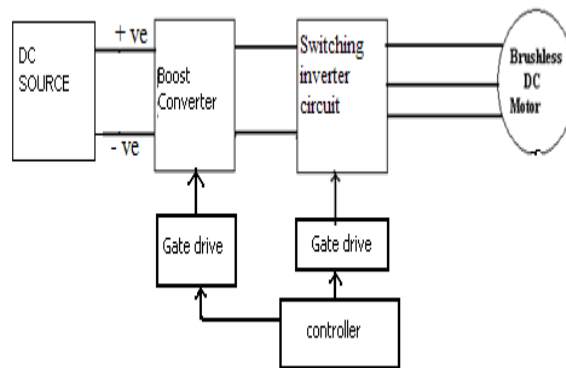 + ve
DC
SOURCE
- ve
Boost
Converter
Switching
inverter
circuit
Brushless
DC
Motor
Gate drive
Gate drive
controller